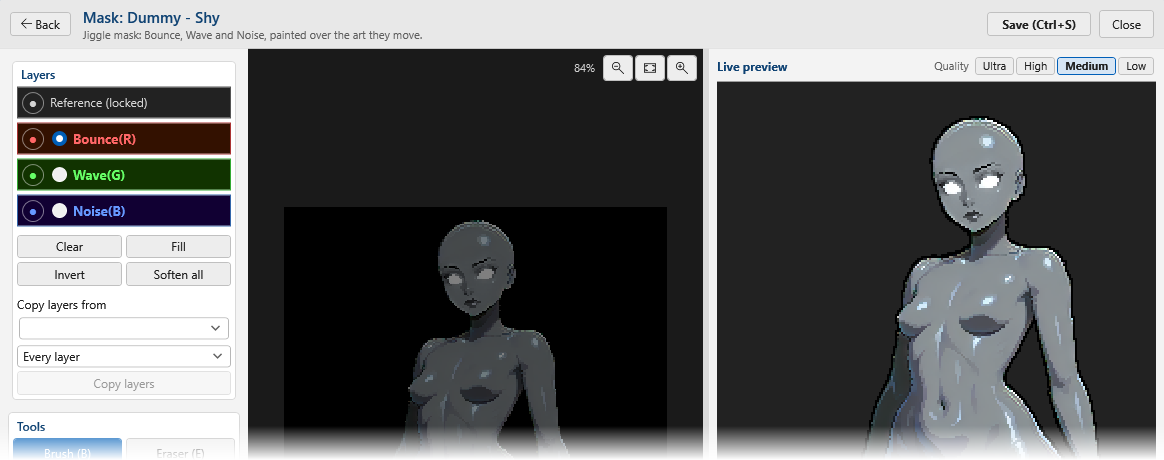 Back
Mask: Dummy - Shy
Jiggle mask: Bounce, Wave and Noise, painted over the art they move.
Save (Ctrl+S)
Close
Layers
Reference (locked)
Bounce(R)
Wave(G)
Noise(B)
Clear
Fill
Invert
Soften all
Copy layers from
Every layer
Copy layers
Tools
Brush (B)
Eraser (E)
84%
Live preview
Quality
Ultra
High
Medium
Low